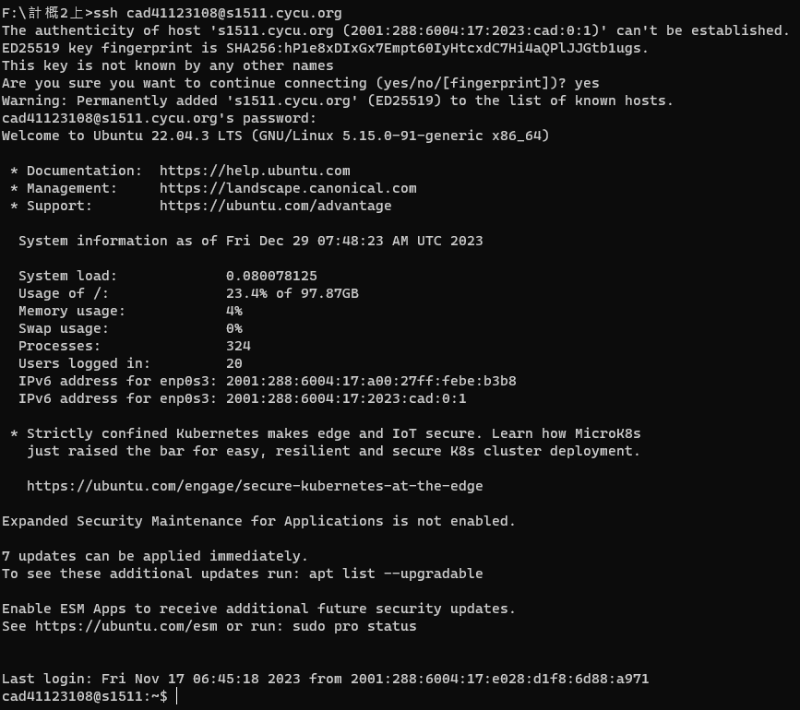 F:\計概2上>ssh cad41123108@s1511.cycu.org
The authenticity of host 's1511.cycu.org (2001:288:6004:17:2023:cad:0:1)' can't be established.
ED25519 key fingerprint is SHA256:hP1e8xDIxGx7Empt60IyHtcxdC7Hi4aQPlJJGtb1ugs.
This key is not known by any other names
Are you sure you want to continue connecting (yes/no/[fingerprint])? yes
Warning: Permanently added 's1511.cycu.org' (ED25519) to the list of known hosts.
cad41123108@s1511.cycu.org's password:
Welcome to Ubuntu 22.04.3 LTS (GNU/Linux 5.15.0-91-generic x86_64)
* Documentation:  https://help.ubuntu.com
* Management:     https://landscape.canonical.com
* Support:        https://ubuntu.com/advantage
System information as of Fri Dec 29 07:48:23 AM UTC 2023
System load:             0.080078125
Usage of /:              23.4% of 97.87GB
Memory usage:            4%
Swap usage:              0%
Processes:               324
Users logged in:         20
IPv6 address for enp0s3: 2001:288:6004:17:a00:27ff:febe:b3b8
IPv6 address for enp0s3: 2001:288:6004:17:2023:cad:0:1
* Strictly confined Kubernetes makes edge and IoT secure. Learn how MicroK8s
just raised the bar for easy, resilient and secure K8s cluster deployment.
https://ubuntu.com/engage/secure-kubernetes-at-the-edge
Expanded Security Maintenance for Applications is not enabled.
7 updates can be applied immediately.
To see these additional updates run: apt list --upgradable
Enable ESM Apps to receive additional future security updates.
See https://ubuntu.com/esm or run: sudo pro status
Last login: Fri Nov 17 06:45:18 2023 from 2001:288:6004:17:e028:d1f8:6d88:a971
cad41123108@s1511:~$